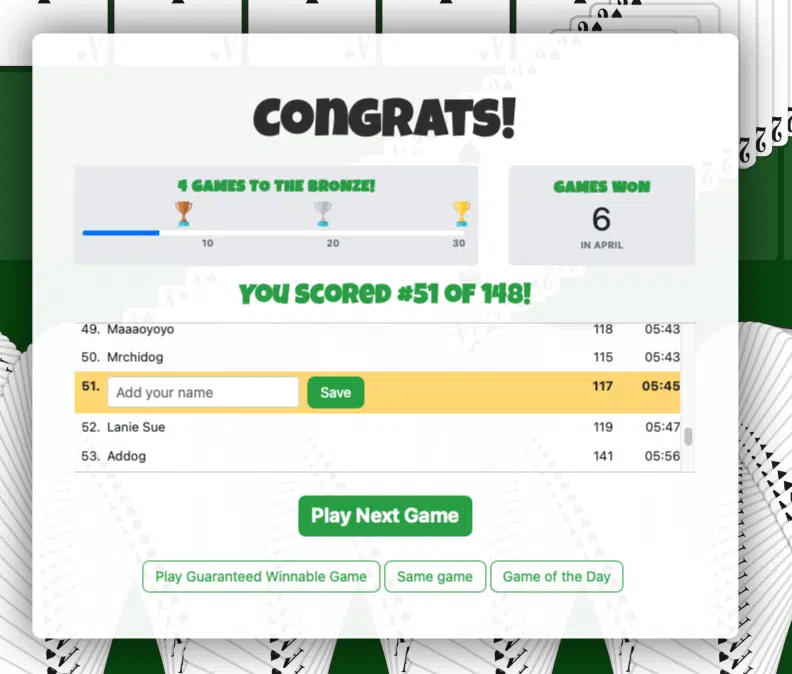 CONGRATS!
4 GAMES TO THE BRONZE!
10 20 30
GAMES WON
6
IN APRIL
YOU SCORED #51 OF 148!
49. Maaaoyoyo 118 05:43
50. Mrchidog 115 05:43
51. Add your name Save 117 05:45
52. Lanie Sue 119 05:47
53. Addog 141 05:56
Play Next Game
Play Guaranteed Winnable Game Same game Game of the Day